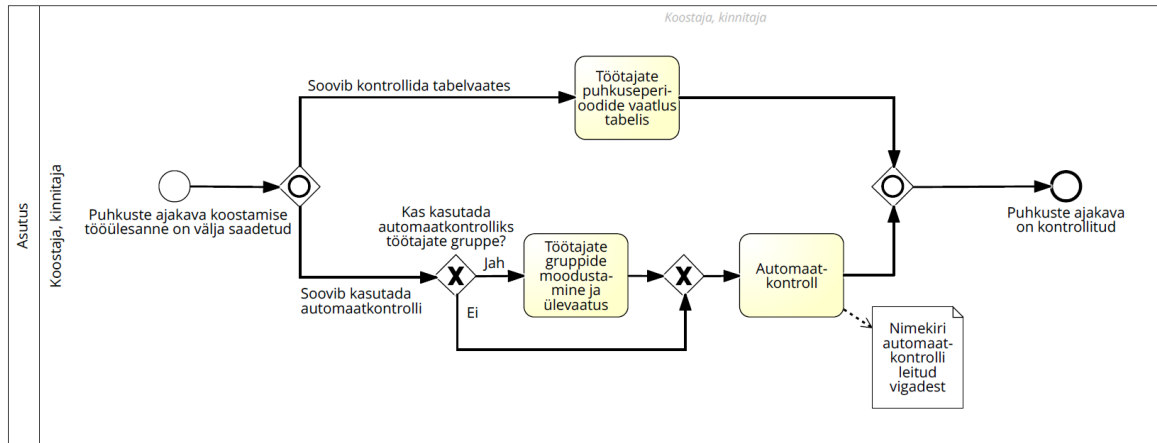 Koostaja, kinnitaja
Asutus
Koostaja, kinnitaja
Puhkuste ajakava koostamise
tööülesanne on välja saadetud
Soovib kontrollida tabelvaates
Töötajate
puhkuseperi-
oodide vaatlus
tabelis
Soovib kasutada
automaatkontrolli
Kas kasutada
automaatkontrolliks
töötajate gruppe?
Jah
Ei
Töötajate
gruppide
moodusta-
mine ja
ülevaatus
Automaat-
kontroll
Nimekiri
automaat-
kontrolli
leitud
vigadest
Puhkuste ajakava
on kontrollitud